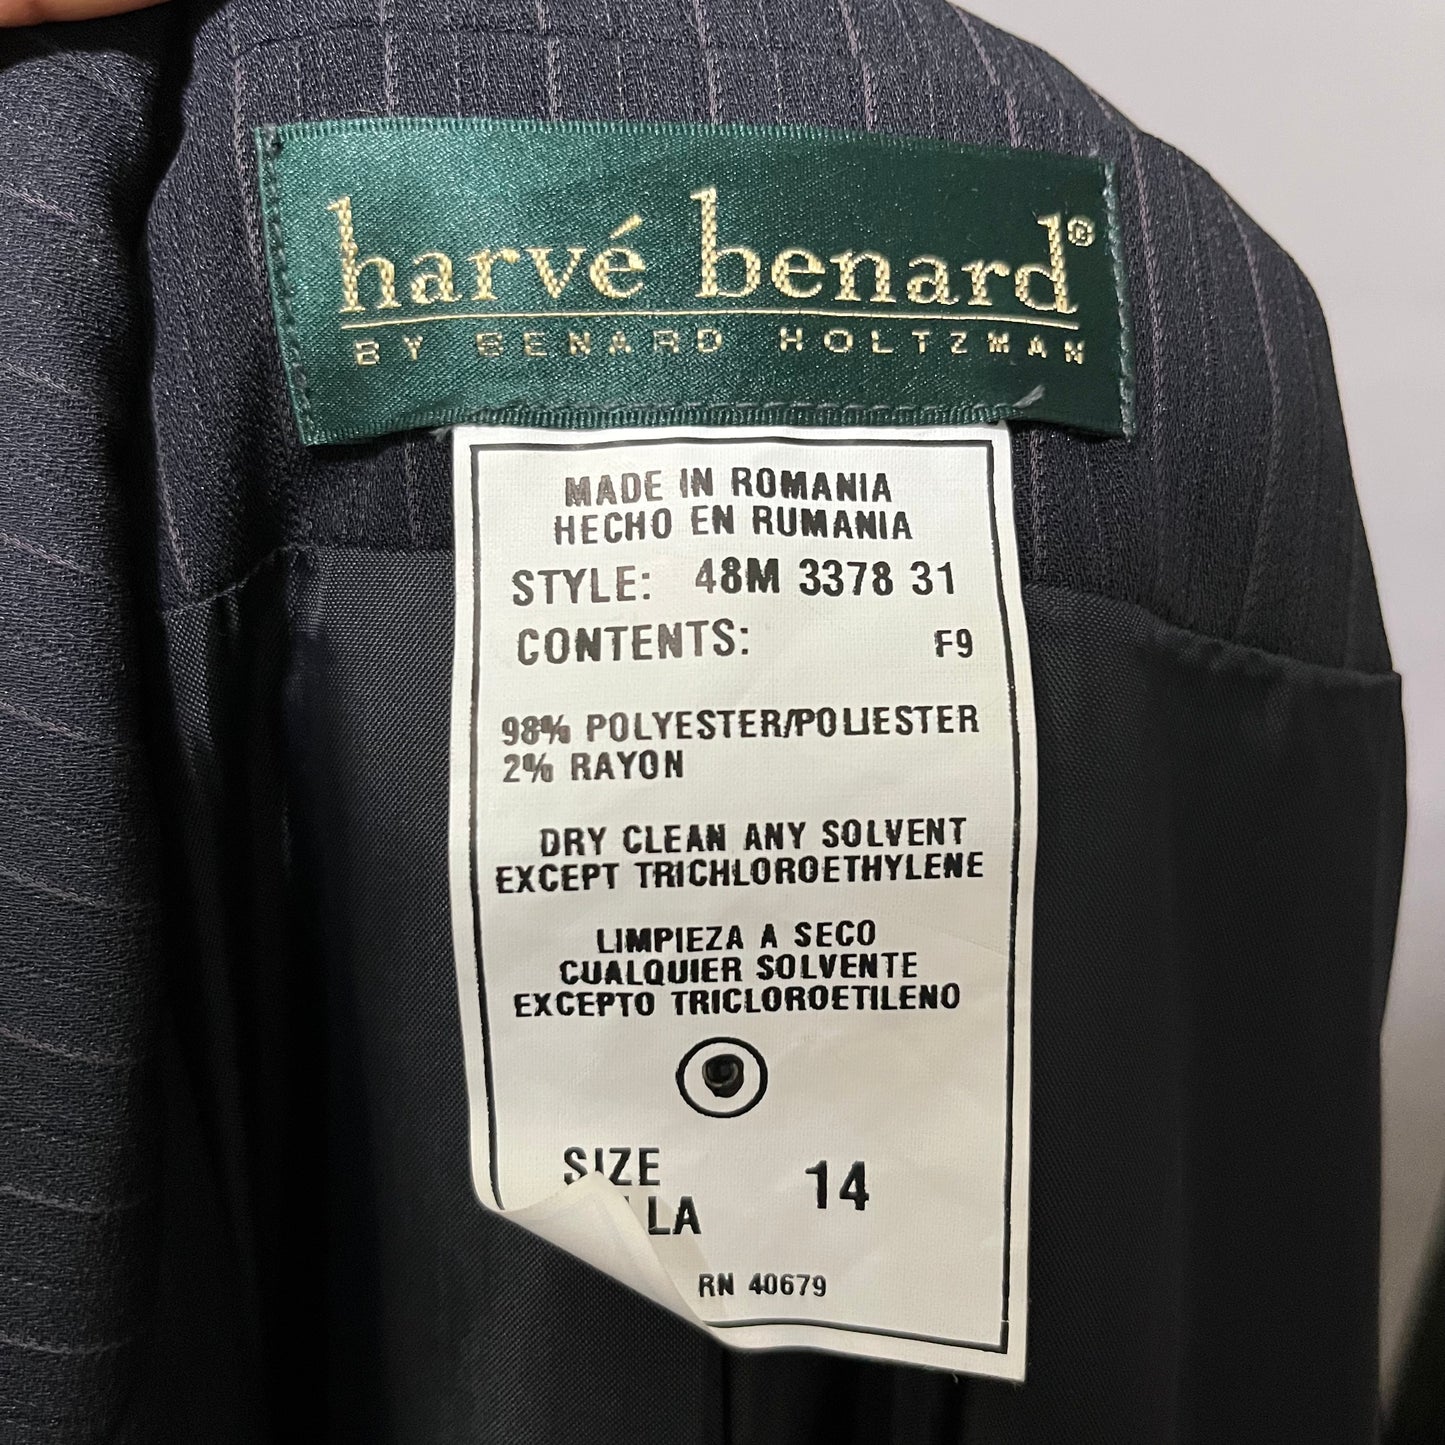 harvé benard®
BY BENARD HOLTZMAN
MADE IN ROMANIA
HECHO EN RUMANIA
STYLE: 48M 3378 31
CONTENTS: F9
98% POLYESTER/POLIESTER
2% RAYON
DRY CLEAN ANY SOLVENT
EXCEPT TRICHLOROETHYLENE
LIMPIEZA A SECO
CUALQUIER SOLVENTE
EXCEPTO TRICLOROETILENO
SIZE 14
LA
RN 40679